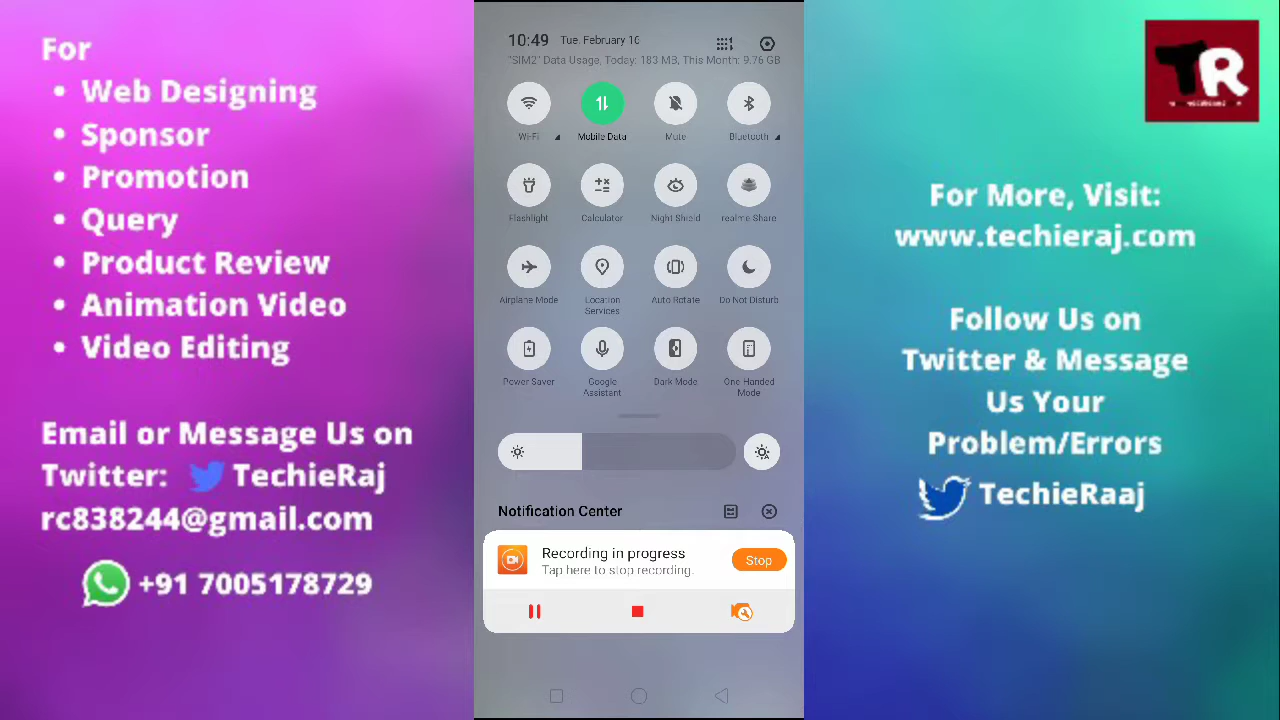 For
• Web Designing
• Sponsor
• Promotion
• Query
• Product Review
• Animation Video
• Video Editing
Email or Message Us on
Twitter: TechieRaj
rc838244@gmail.com
+91 7005178729
10:49 Tue, February 16
"SIM2" Data Usage, Today: 183 MB, This Month: 9.76 GB
Wi-Fi Mobile Data Mute Bluetooth
Flashlight Calculator Night Shield realme Share
Airplane Mode Location Services Auto Rotate Do Not Disturb
Power Saver Google Assistant Dark Mode One Handed Mode
Notification Center
Recording in progress
Tap here to stop recording.
Stop
TR
For More, Visit:
www.techieraj.com
Follow Us on
Twitter & Message
Us Your
Problem/Errors
TechieRaaj